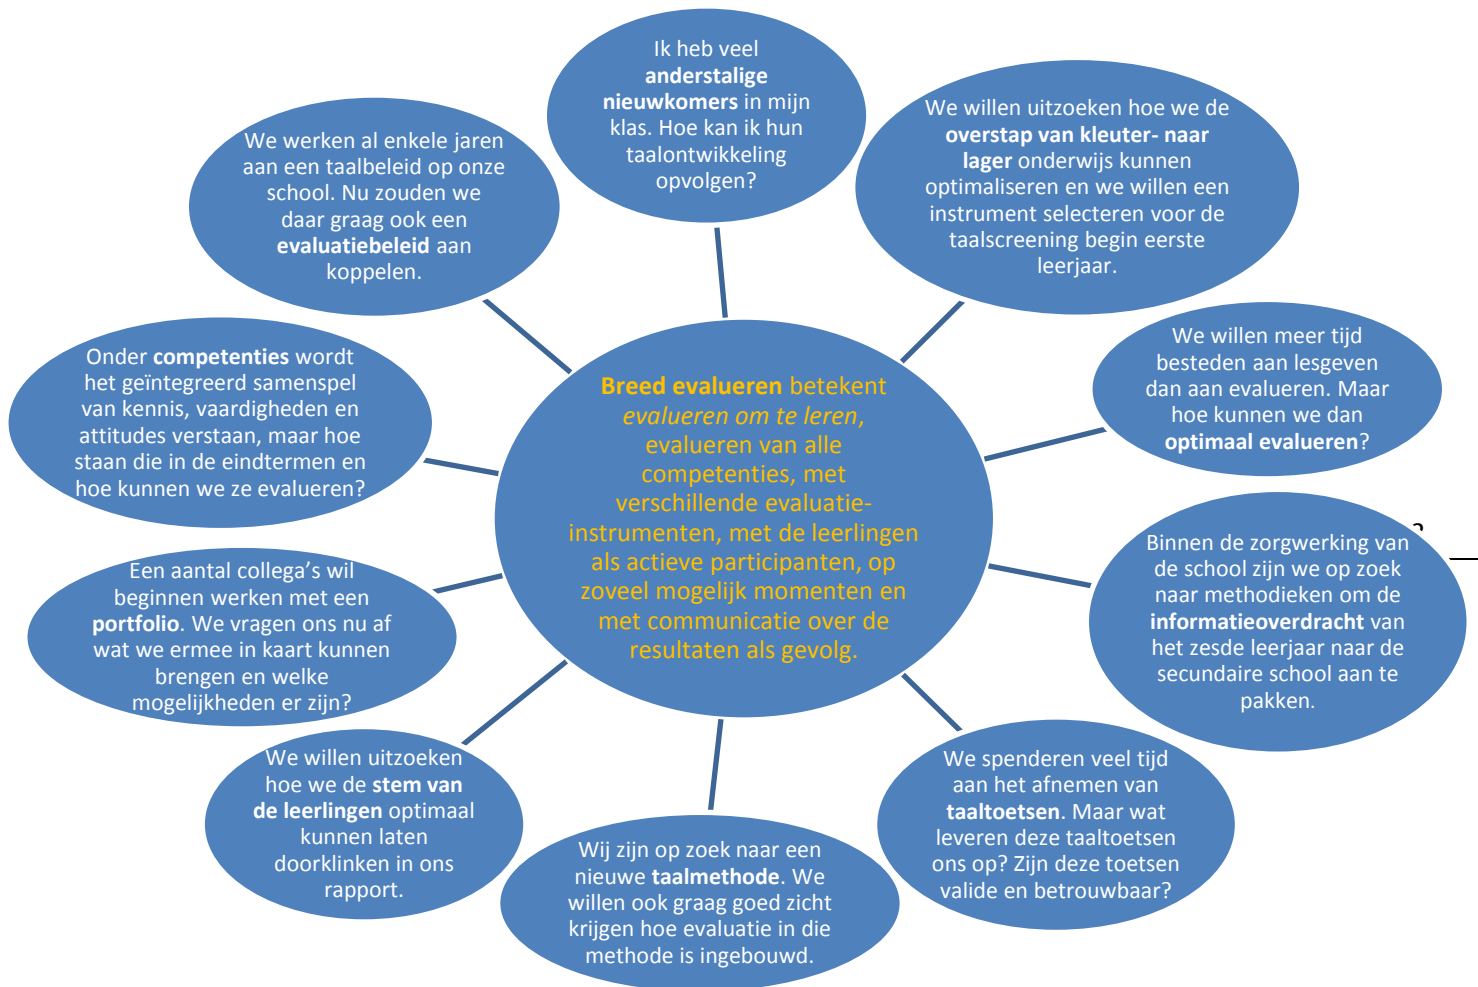 Ik heb veel
anderstalige
nieuwkomers in mijn
klas. Hoe kan ik hun
taalontwikkeling
opvolgen?
We willen uitzoeken hoe we de
overstap van kleuter- naar
lager onderwijs kunnen
optimaliseren en we willen een
instrument selecteren voor de
taalscreening begin eerste
leerjaar.
We werken al enkele jaren
aan een taalbeleid op onze
school. Nu zouden we
daar graag ook een
evaluatiebeleid aan
koppelen.
We willen meer tijd
besteden aan lesgeven
dan aan evalueren. Maar
hoe kunnen we dan
optimaal evalueren?
Onder competenties wordt
het geïntegreerd samenspel
van kennis, vaardigheden en
attitudes verstaan, maar hoe
staan die in de eindtermen en
hoe kunnen we ze evalueren?
Breed evalueren betekent
evalueren om te leren,
evalueren van alle
competenties, met
verschillende evaluatie-
instrumenten, met de leerlingen
als actieve participanten, op
zoveel mogelijk momenten en
met communicatie over de
resultaten als gevolg.
Binnen de zorgwerking van
de school zijn we op zoek
naar methodieken om de
informatieoverdracht van
het zesde leerjaar naar de
secundaire school aan te
pakken.
Een aantal collega's wil
beginnen werken met een
portfolio. We vragen ons nu af
wat we ermee in kaart kunnen
brengen en welke
mogelijkheden er zijn?
We willen uitzoeken
hoe we de stem van
de leerlingen optimaal
kunnen laten
doorklinken in ons
rapport.
Wij zijn op zoek naar een
nieuwe taalmethode. We
willen ook graag goed zicht
krijgen hoe evaluatie in die
methode is ingebouwd.
We spenderen veel tijd
aan het afnemen van
taaltoetsen. Maar wat
leveren deze taaltoetsen
ons op? Zijn deze toetsen
valide en betrouwbaar?